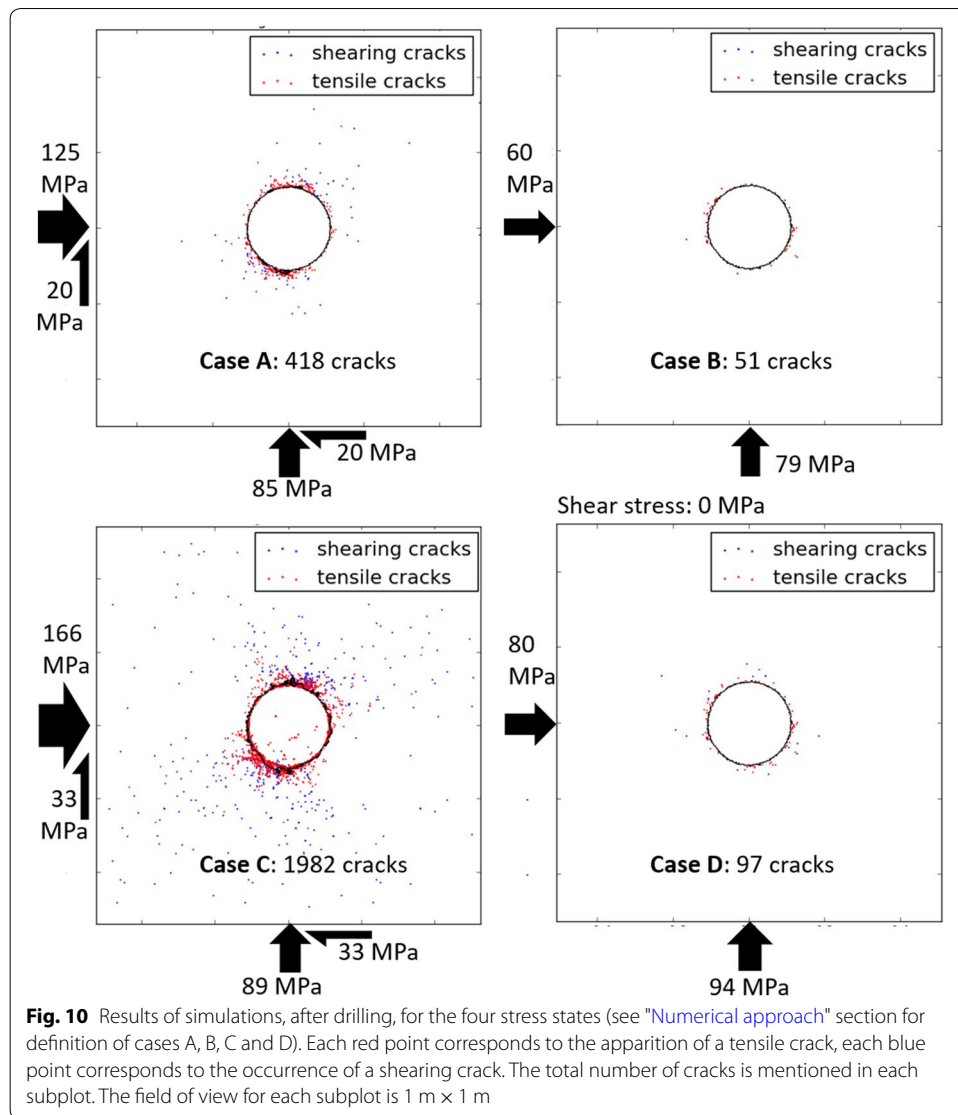 shearing cracks
tensile cracks
125
MPa
20
MPa
Case A: 418 cracks
20 MPa
85 MPa
shearing cracks
tensile cracks
60
MPa
Case B: 51 cracks
79 MPa
Shear stress: 0 MPa
shearing cracks
tensile cracks
166
MPa
33
MPa
Case C: 1982 cracks
33 MPa
89 MPa
shearing cracks
tensile cracks
80
MPa
Case D: 97 cracks
94 MPa
Fig. 10 Results of simulations, after drilling, for the four stress states (see "Numerical approach" section for
definition of cases A, B, C and D). Each red point corresponds to the apparition of a tensile crack, each blue
point corresponds to the occurrence of a shearing crack. The total number of cracks is mentioned in each
subplot. The field of view for each subplot is 1 m × 1 m